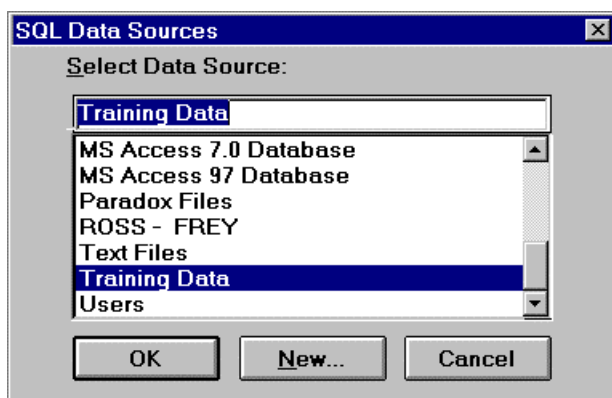 SQL Data Sources
Select Data Source:
Training Data
MS Access 7.0 Database
MS Access 97 Database
Paradox Files
ROSS - FREY
Text Files
Training Data
Users
OK New... Cancel